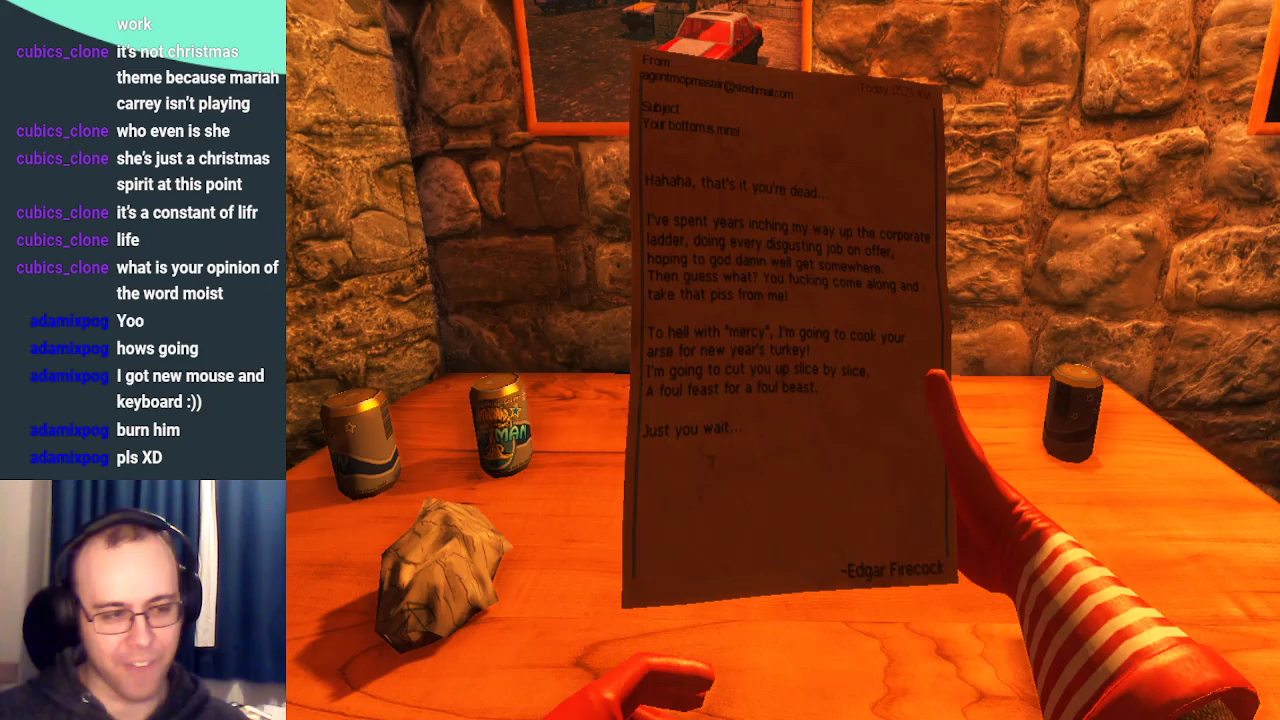 work
cubics_clone it's not christmas
theme because mariah
carrey isn't playing
cubics_clone who even is she
cubics_clone she's just a christmas
spirit at this point
cubics_clone it's a constant of lifr
cubics_clone life
cubics_clone what is your opinion of
the word moist
adamixpog Yoo
adamixpog hows going
adamixpog I got new mouse and
keyboard :))
adamixpog burn him
adamixpog pls XD
From
agentmopmaster@sloshmail.com
Subject
Your bottom is mine!
Hahaha, that's it you're dead...
I've spent years inching my way up the corporate
ladder, doing every disgusting job on offer,
hoping to god damn well get somewhere.
Then guess what? You fucking come along and
take that piss from me!
To hell with "mercy", I'm going to cook your
arse for new year's turkey!
I'm going to cut you up slice by slice.
A foul feast for a foul beast.
Just you wait...
-Edgar Firecock
MAN